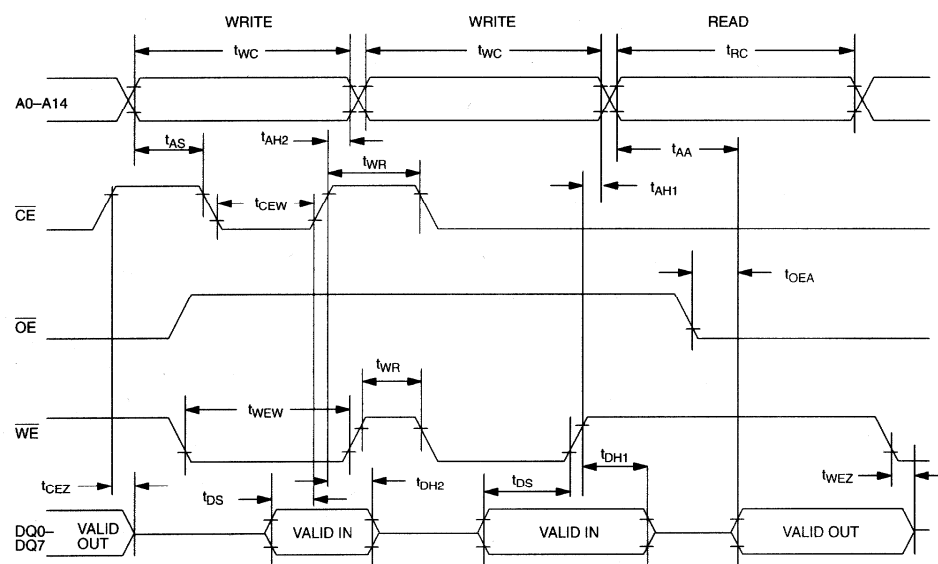 WRITE WRITE READ
tWC tWC tRC
A0–A14
tAS tAH2 tWR tAA
tAH1
CE tCEW
tOEA
OE
tWR
tWEW
WE
tCEZ tDS tDH2 tDS tDH1 tWEZ
DQ0–
DQ7
VALID
OUT
VALID IN VALID IN VALID OUT